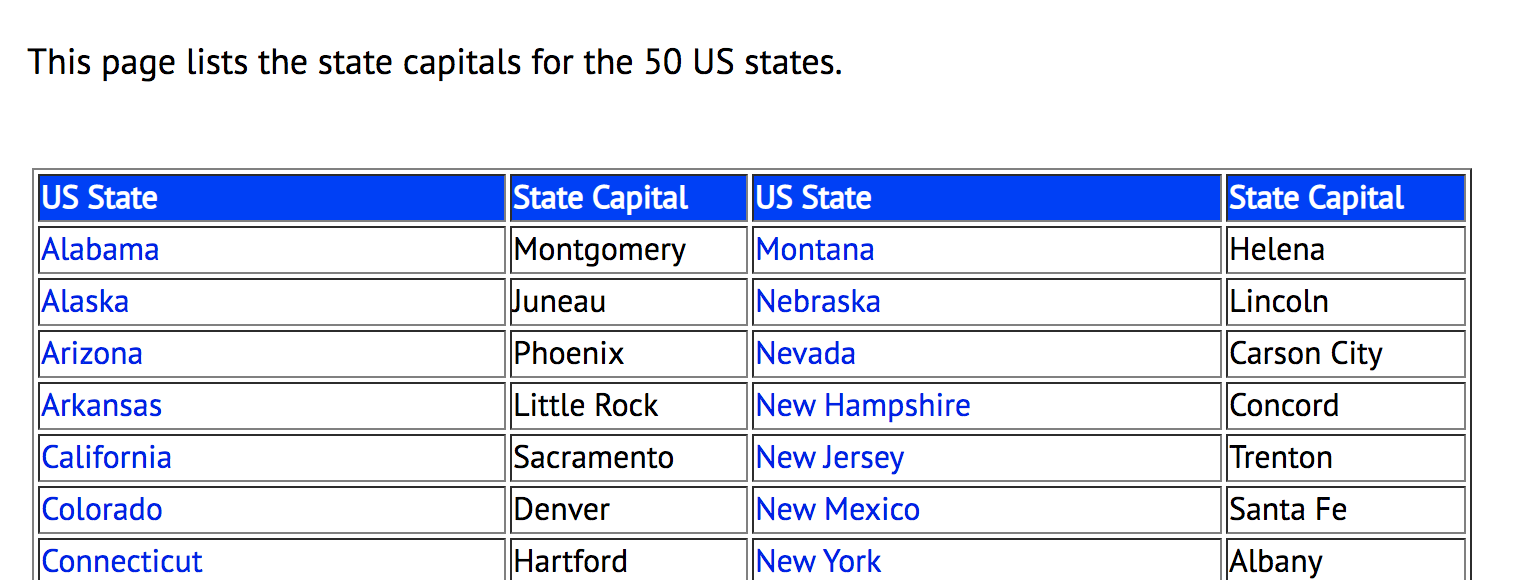 This page lists the state capitals for the 50 US states.
US State State Capital US State State Capital
Alabama Montgomery Montana Helena
Alaska Juneau Nebraska Lincoln
Arizona Phoenix Nevada Carson City
Arkansas Little Rock New Hampshire Concord
California Sacramento New Jersey Trenton
Colorado Denver New Mexico Santa Fe
Connecticut Hartford New York Albany